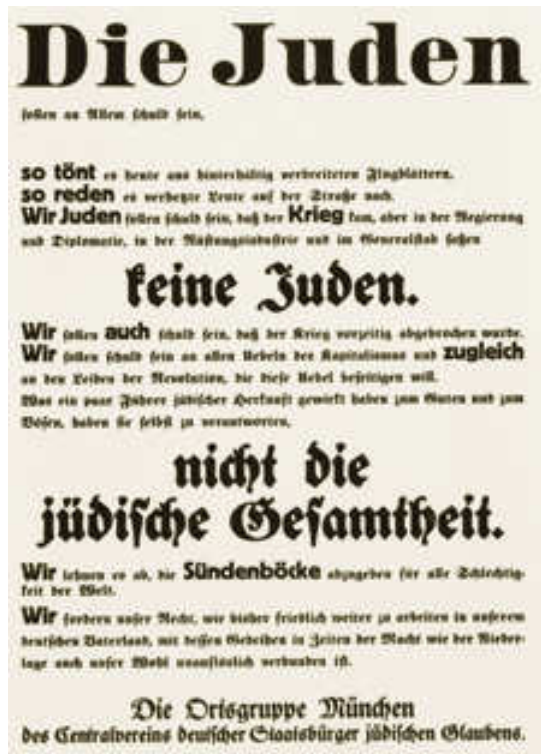 Die Juden
sollen an Allem schuld sein,
so tönt es heute aus hinterhältig verbreiteten Flugblättern,
so reden es verhetzte Leute auf der Straße nach.
Wir Juden sollen schuld sein, daß der Krieg kam, aber in der Regierung
und Diplomatie, in der Rüstungsindustrie und im Generalstab saßen
keine Juden.
Wir sollen auch schuld sein, daß der Krieg vorzeitig abgebrochen wurde.
Wir sollen schuld sein an allen Uebeln des Kapitalismus und zugleich
an den Leiden der Revolution, die diese Uebel beseitigen will.
Was ein paar Führer jüdischer Herkunft gewirkt haben zum Guten und zum
Bösen, haben sie selbst zu verantworten,
nicht die
jüdische Gesamtheit.
Wir lehnen es ab, die Sündenböcke abzugeben für alle Schlechtig-
keit der Welt.
Wir fordern unser Recht, wie bisher friedlich weiter zu arbeiten in unserem
deutschen Vaterland, mit dessen Gedeihen in Zeiten der Macht wie der Nieder-
lage auch unser Wohl unauflöslich verbunden ist.
Die Ortsgruppe München
des Centralvereins deutscher Staatsbürger jüdischen Glaubens.